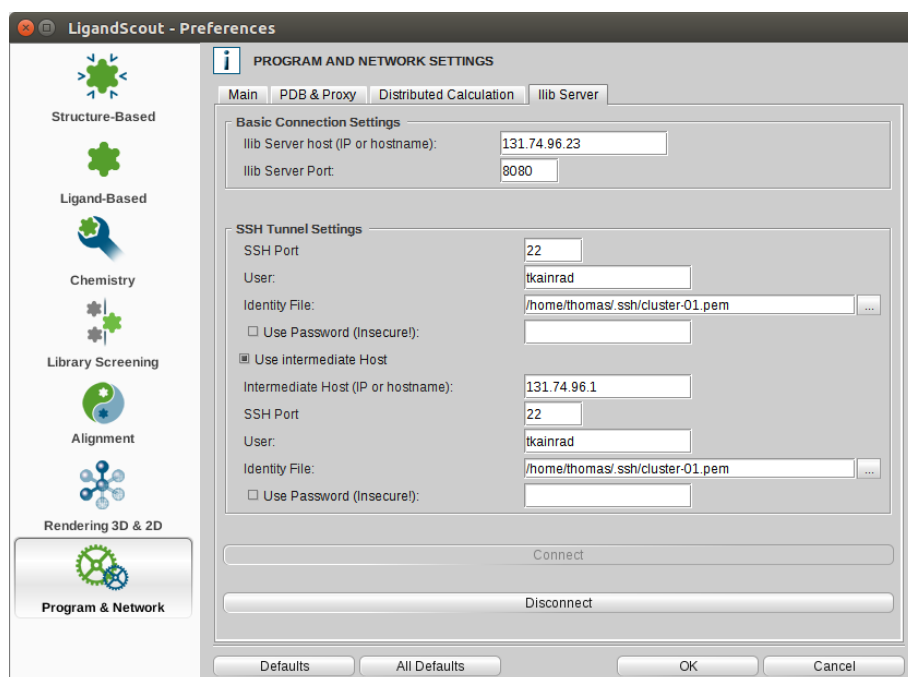 LigandScout - Preferences
Structure-Based
Ligand-Based
Chemistry
Library Screening
Alignment
Rendering 3D & 2D
Program & Network
i PROGRAM AND NETWORK SETTINGS
Main PDB & Proxy Distributed Calculation Ilib Server
Basic Connection Settings
Ilib Server host (IP or hostname): 131.74.96.23
Ilib Server Port: 8080
SSH Tunnel Settings
SSH Port 22
User: tkainrad
Identity File: /home/thomas/.ssh/cluster-01.pem ...
Use Password (Insecure!):
Use intermediate Host
Intermediate Host (IP or hostname): 131.74.96.1
SSH Port 22
User: tkainrad
Identity File: /home/thomas/.ssh/cluster-01.pem ...
Use Password (Insecure!):
Connect
Disconnect
Defaults All Defaults OK Cancel